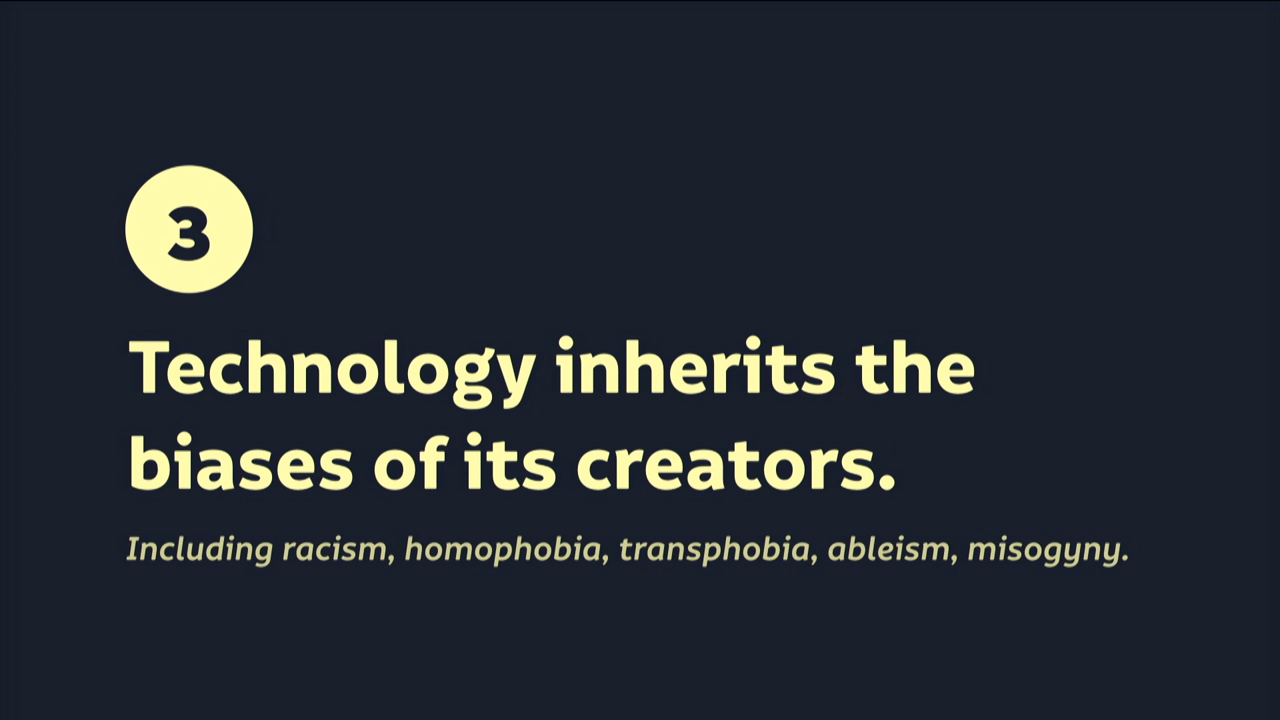 3
Technology inherits the
biases of its creators.
Including racism, homophobia, transphobia, ableism, misogyny.